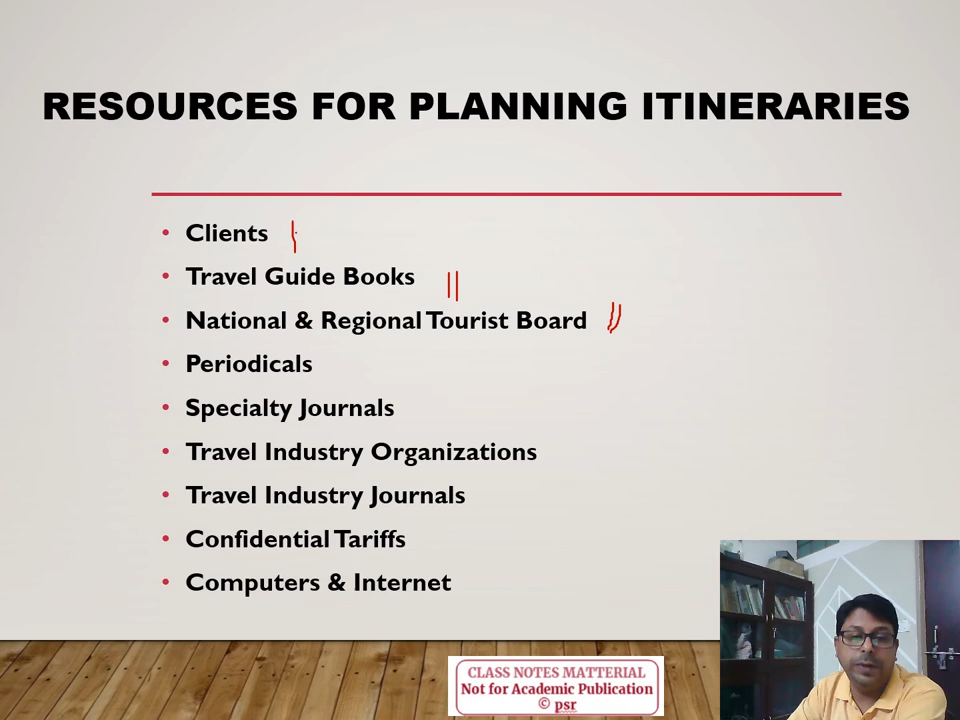 RESOURCES FOR PLANNING ITINERARIES
• Clients
• Travel Guide Books
• National & Regional Tourist Board
• Periodicals
• Specialty Journals
• Travel Industry Organizations
• Travel Industry Journals
• Confidential Tariffs
• Computers & Internet
CLASS NOTES MATTERIAL
Not for Academic Publication
© psr